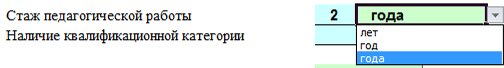 Стаж педагогической работы 2 года
Наличие квалификационной категории лет
год
года